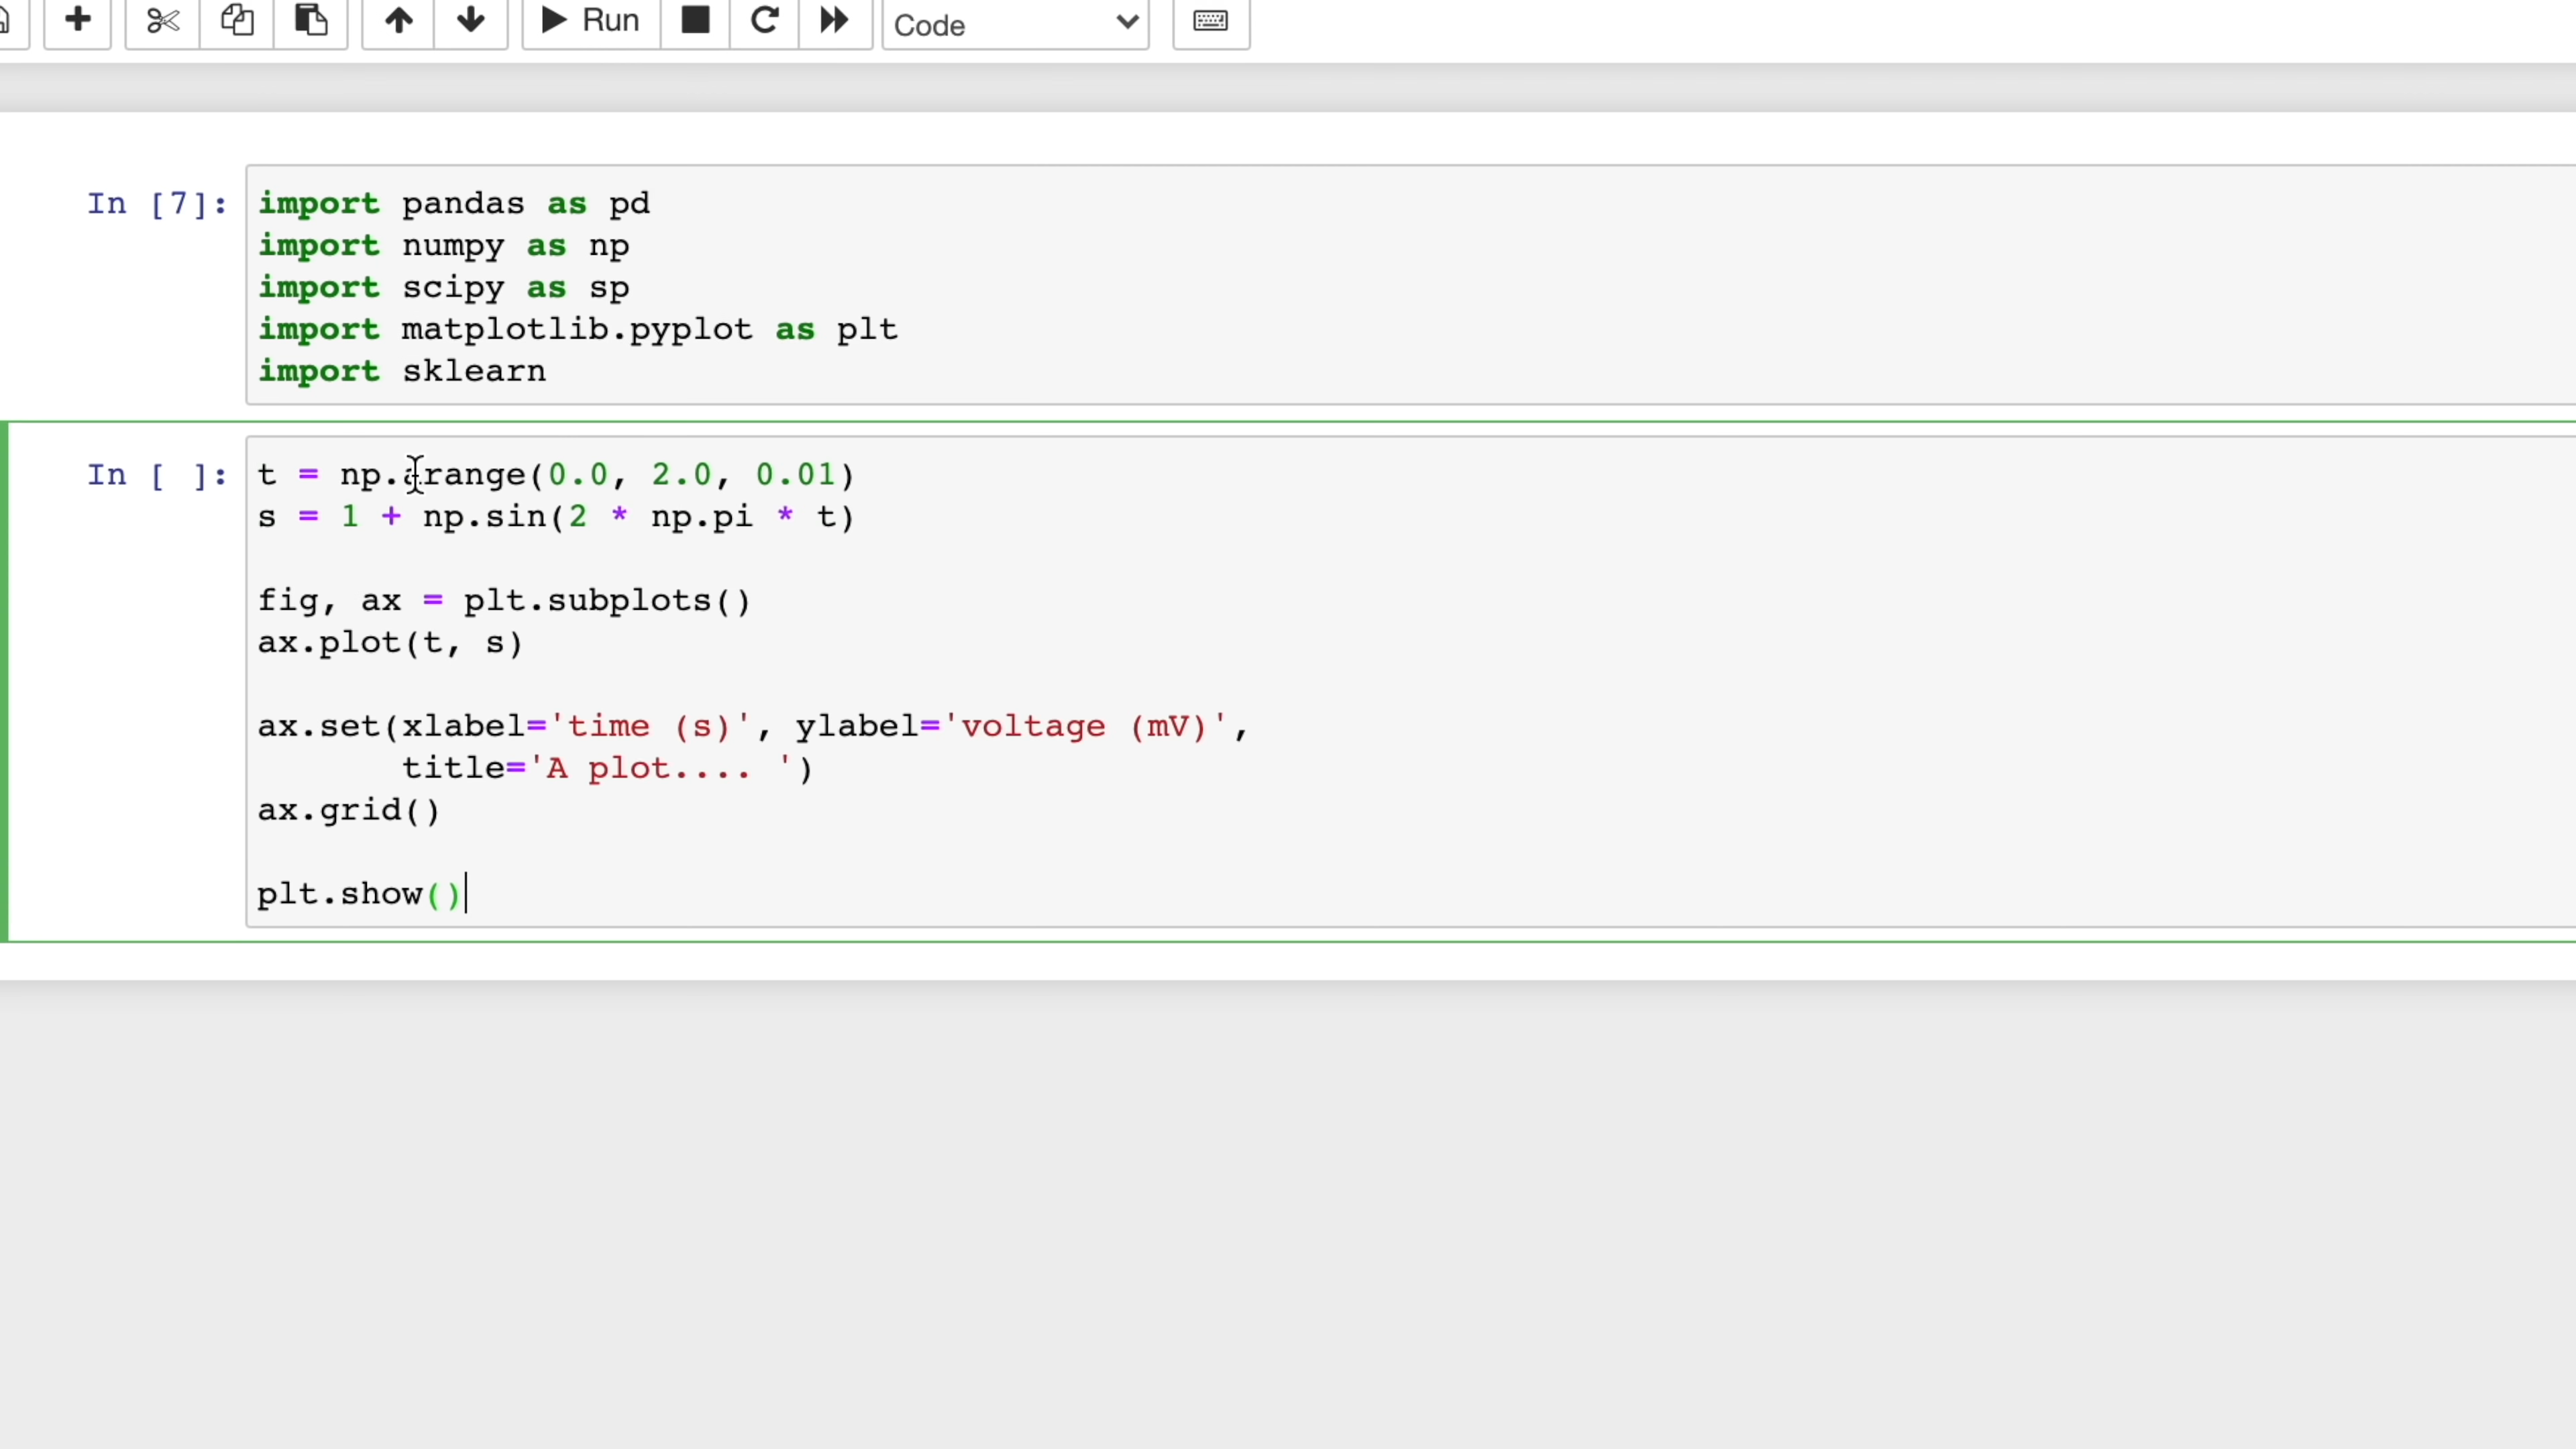 Run
Code
In [7]:
import pandas as pd
import numpy as np
import scipy as sp
import matplotlib.pyplot as plt
import sklearn
In [ ]:
t = np.arange(0.0, 2.0, 0.01)
s = 1 + np.sin(2 * np.pi * t)
fig, ax = plt.subplots()
ax.plot(t, s)
ax.set(xlabel='time (s)', ylabel='voltage (mV)',
title='A plot.... ')
ax.grid()
plt.show()